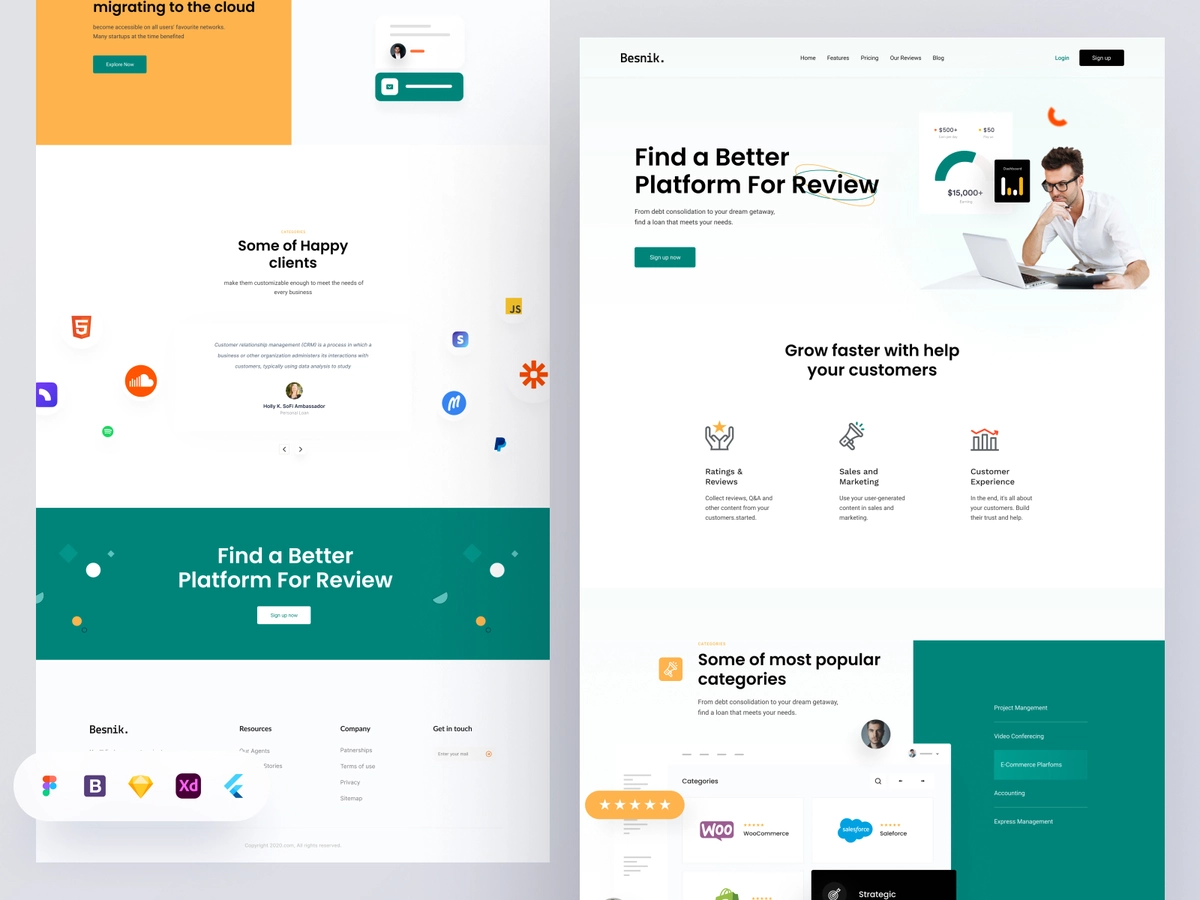 migrating to the cloud
become accessible on all users' favourite networks.
Many startups at the time benefited
Explore Now
CATEGORIES
Some of Happy
clients
make them customizable enough to meet the needs of
every business
JS
S
Customer relationship management (CRM) is a process in which a
business or other organization administers its interactions with
customers, typically using data analysis to study
Holly K. SoFi Ambassador
Personal Loan
Find a Better
Platform For Review
Sign up now
Besnik.
Resources
Our Agents
Stories
Company
Patnerships
Terms of use
Privacy
Sitemap
Get in touch
Enter your mail
B
Xd
Copyright 2020.com, All rights reserved.
Besnik.
Home
Features
Pricing
Our Reviews
Blog
Login
Sign up
Find a Better
Platform For Review
From debt consolidation to your dream getaway,
find a loan that meets your needs.
Sign up now
$500+
$50
Dashboard
$15,000+
Earning
Grow faster with help
your customers
Ratings &
Reviews
Collect reviews, Q&A and
other content from your
customers.started.
Sales and
Marketing
Use your user-generated
content in sales and
marketing.
Customer
Experience
In the end, it's all about
your customers. Build
their trust and help.
CATEGORIES
Some of most popular
categories
From debt consolidation to your dream getaway,
find a loan that meets your needs.
Project Mangement
Video Conferecing
E-Commerce Plarfoms
Accounting
Express Management
Categories
WOO
WooCommerce
salesforce
Saleforce
Strategic